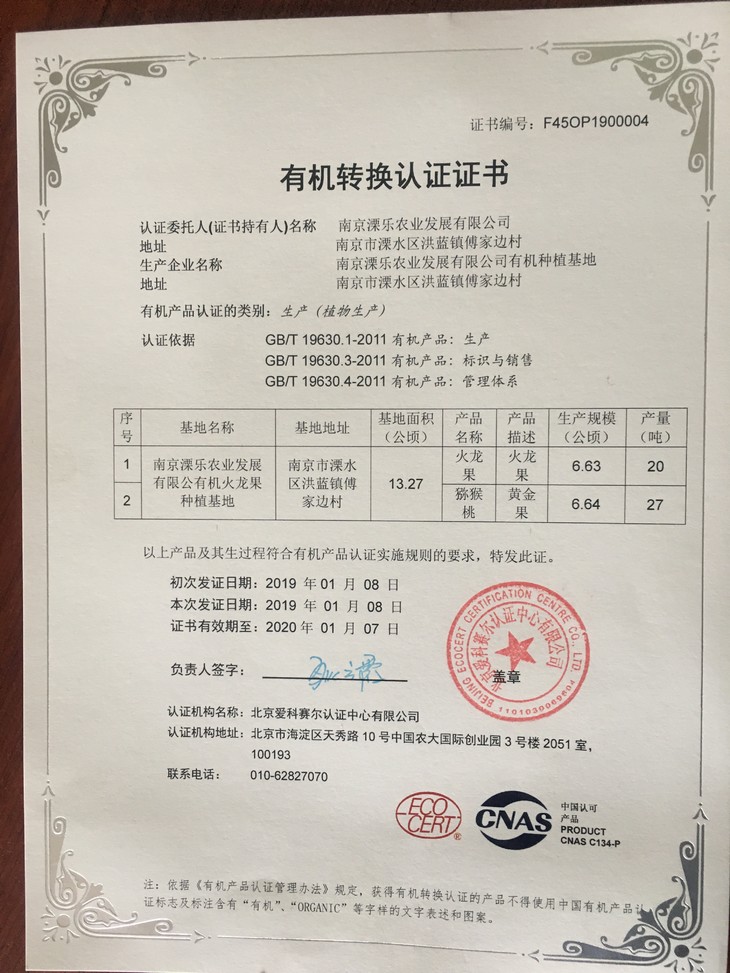 证书编号：F45OP1900004
有机转换认证证书
认证委托人(证书持有人)名称 南京溧乐农业发展有限公司
地址 南京市溧水区洪蓝镇傅家边村
生产企业名称 南京溧乐农业发展有限公司有机种植基地
地址 南京市溧水区洪蓝镇傅家边村
有机产品认证的类别：生产（植物生产）
认证依据 GB/T 19630.1-2011 有机产品：生产
GB/T 19630.3-2011 有机产品：标识与销售
GB/T 19630.4-2011 有机产品：管理体系
序号 基地名称 基地地址 基地面积（公顷） 产品名称 产品描述 生产规模（公顷） 产量（吨）
1 南京溧乐农业发展有限公有机火龙果种植基地 南京市溧水区洪蓝镇傅家边村 13.27 火龙果 火龙果 6.63 20
2 猕猴桃 黄金果 6.64 27
以上产品及其生过程符合有机产品认证实施规则的要求，特发此证。
初次发证日期：2019 年 01 月 08 日
本次发证日期：2019 年 01 月 08 日
证书有效期至：2020 年 01 月 07 日
BEIJING ECOCERT CERTIFICATION CENTRE CO., LTD
北京爱科赛尔认证中心有限公司
盖章
负责人签字：
认证机构名称：北京爱科赛尔认证中心有限公司
认证机构地址：北京市海淀区天秀路 10 号中国农大国际创业园 3 号楼 2051 室，
100193
联系电话： 010-62827070
ECO
CERT®
CNAS
中国认可
产品
PRODUCT
CNAS C134-P
注：依据《有机产品认证管理办法》规定，获得有机转换认证的产品不得使用中国有机产品认
证标志及标注含有“有机”、“ORGANIC”等字样的文字表述和图案。